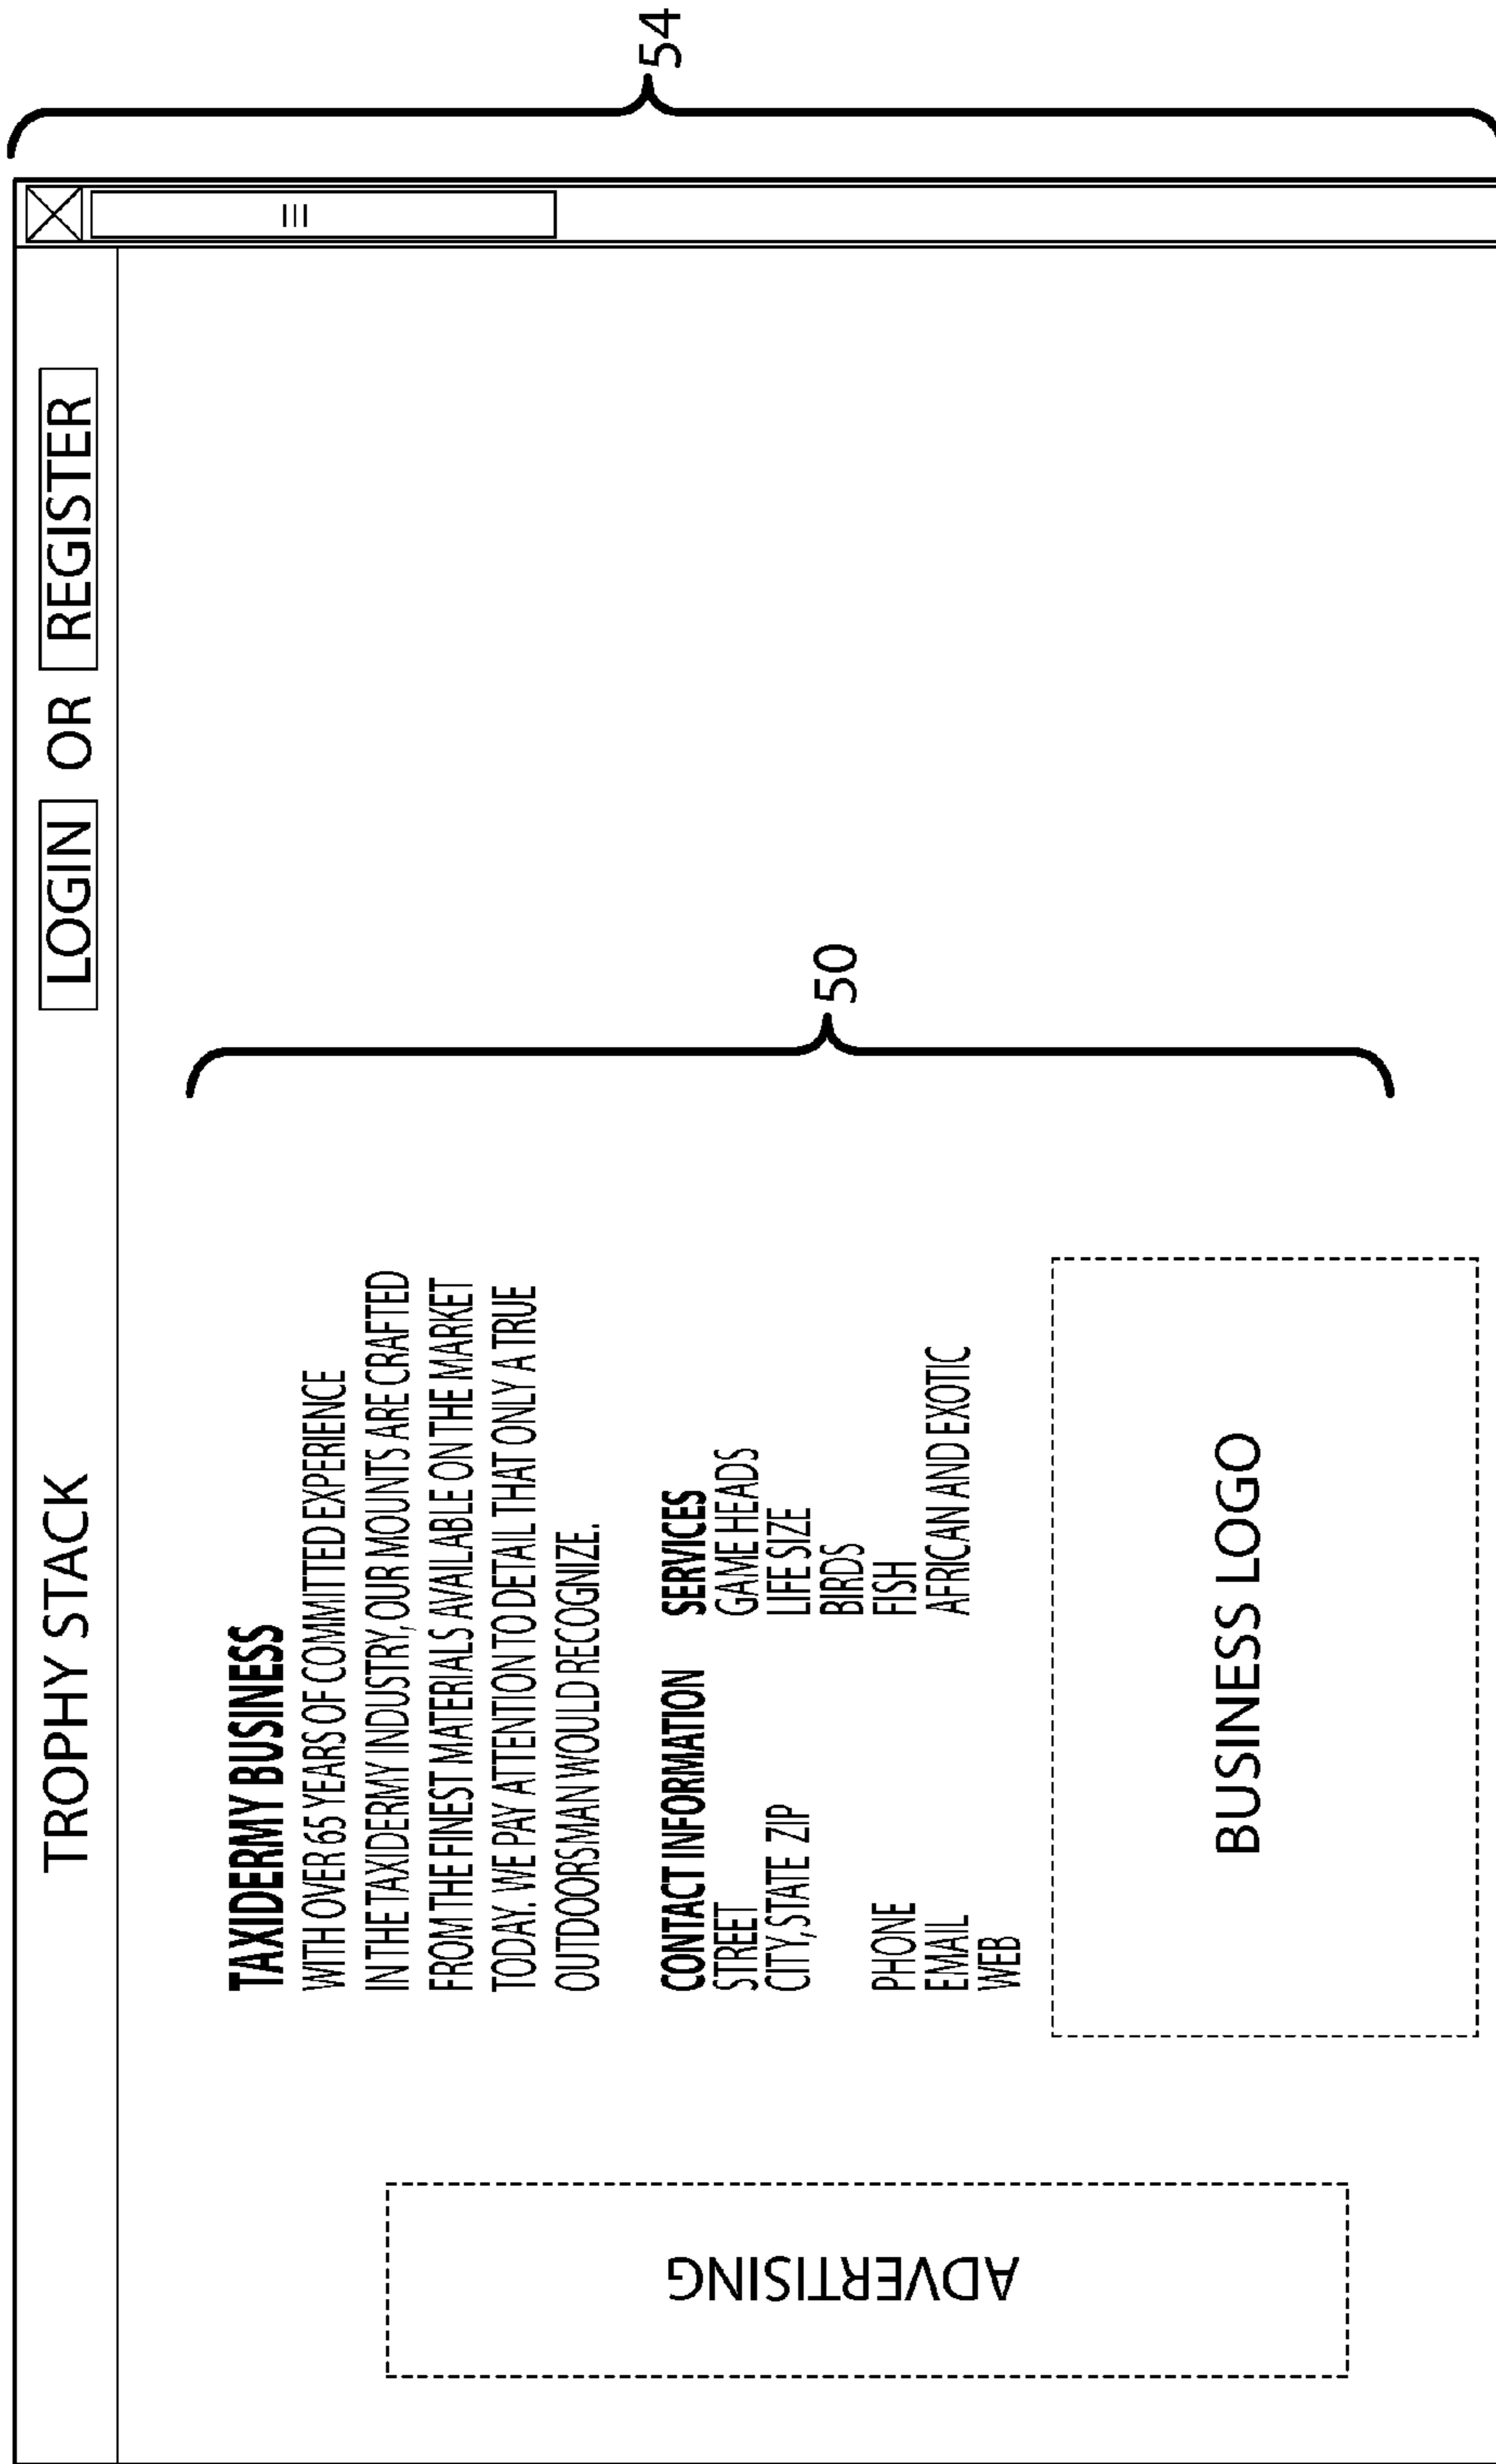 TROPHY STACK
LOGIN OR REGISTER
TAXIDERMY BUSINESS
WITH OVER 65 YEARS OF COMMITTED EXPERIENCE
IN THE TAXIDERMY INDUSTRY, OUR MOUNTS ARE CRAFTED
FROM THE FINEST MATERIALS AVAILABLE ON THE MARKET
TODAY. WE PAY ATTENTION TO DETAIL THAT ONLY A TRUE
OUTDOORSMAN WOULD RECOGNIZE.
CONTACT INFORMATION
STREET
CITY, STATE ZIP
PHONE
EMAIL
WEB
SERVICES
GAME HEADS
LIFE SIZE
BIRDS
FISH
AFRICAN AND EXOTIC
BUSINESS LOGO
ADVERTISING
50
54